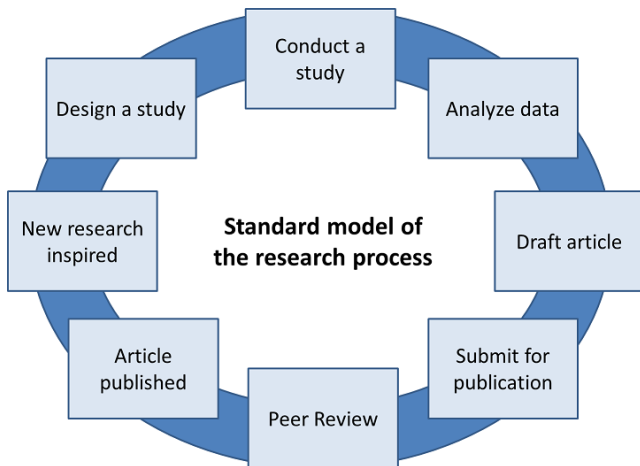 Conduct a
study
Design a study
Analyze data
New research
inspired
Standard model of
the research process
Draft article
Article
published
Submit for
publication
Peer Review